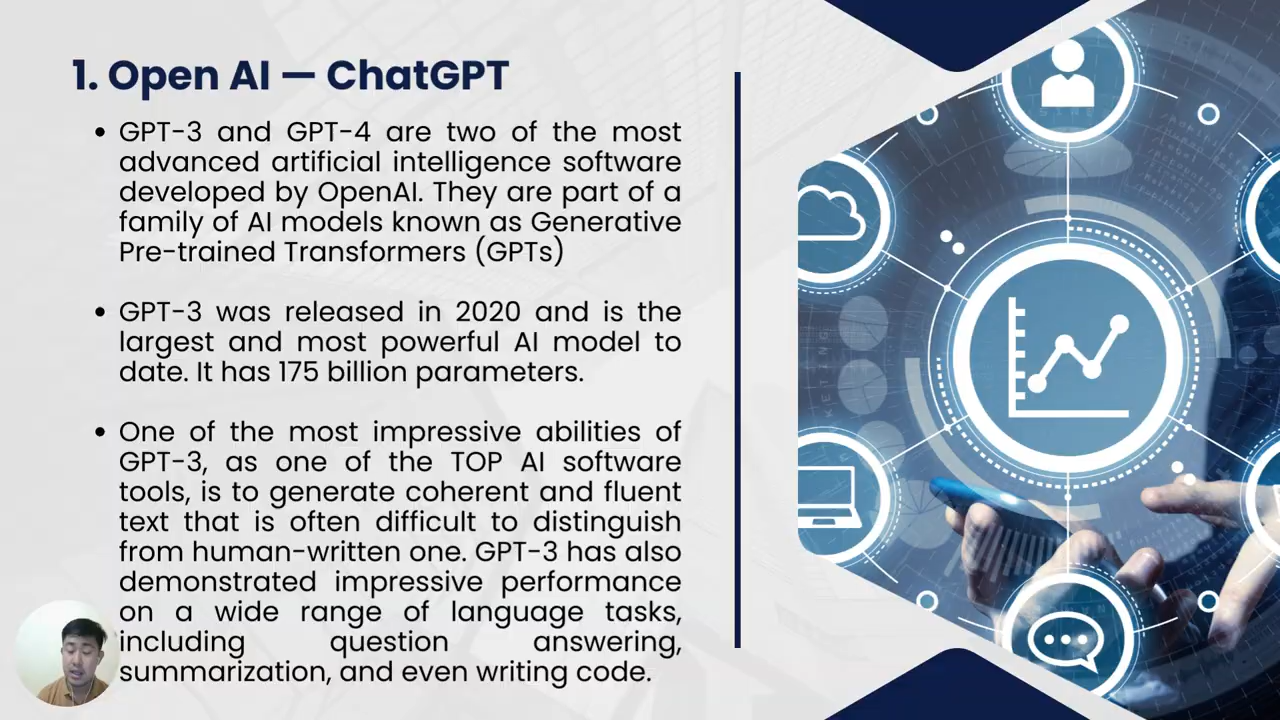 1. Open AI — ChatGPT
• GPT-3 and GPT-4 are two of the most
advanced artificial intelligence software
developed by OpenAI. They are part of a
family of AI models known as Generative
Pre-trained Transformers (GPTs)
• GPT-3 was released in 2020 and is the
largest and most powerful AI model to
date. It has 175 billion parameters.
• One of the most impressive abilities of
GPT-3, as one of the TOP AI software
tools, is to generate coherent and fluent
text that is often difficult to distinguish
from human-written one. GPT-3 has also
demonstrated impressive performance
on a wide range of language tasks,
including question answering,
summarization, and even writing code.